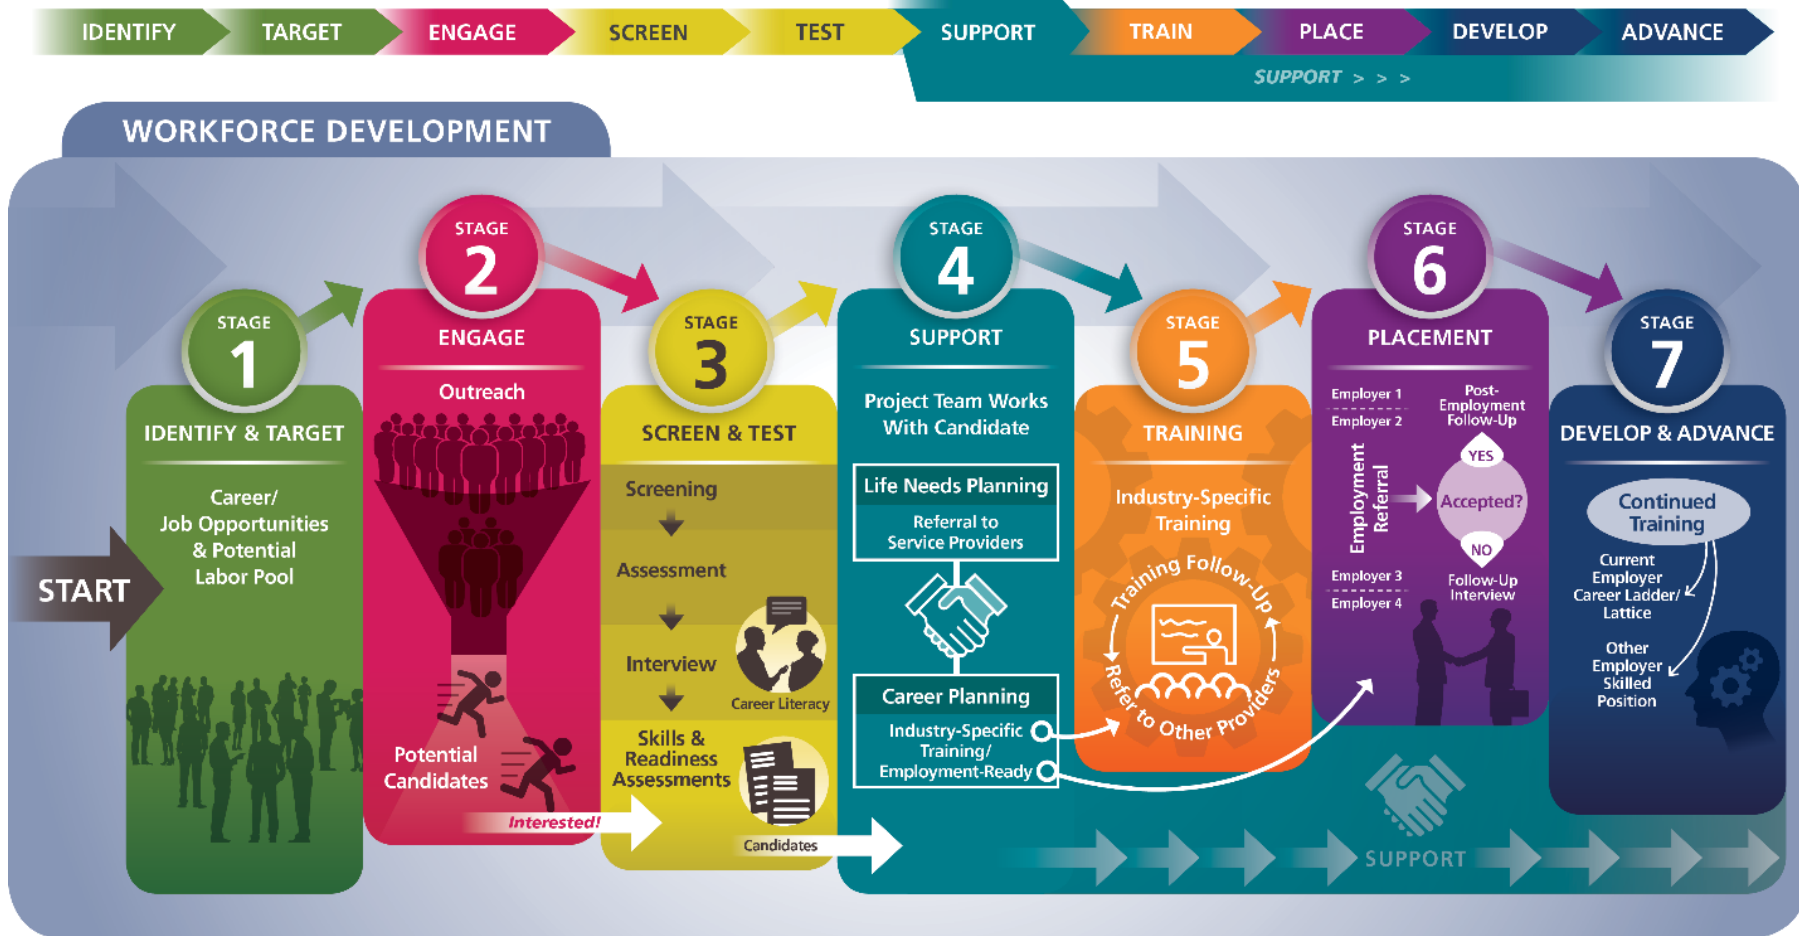 IDENTIFY
TARGET
ENGAGE
SCREEN
TEST
SUPPORT
TRAIN
PLACE
DEVELOP
ADVANCE
SUPPORT > > >
WORKFORCE DEVELOPMENT
START
STAGE
1
IDENTIFY & TARGET
Career/
Job Opportunities
& Potential
Labor Pool
STAGE
2
ENGAGE
Outreach
Potential
Candidates
Interested!
STAGE
3
SCREEN & TEST
Screening
Assessment
Interview
Career Literacy
Skills &
Readiness
Assessments
Candidates
STAGE
4
SUPPORT
Project Team Works
With Candidate
Life Needs Planning
Referral to
Service Providers
Career Planning
Industry-Specific
Training/
Employment-Ready
STAGE
5
TRAINING
Industry-Specific
Training
Training Follow-Up
Refer to Other Providers
STAGE
6
PLACEMENT
Employer 1
Employer 2
Employment
Referral
Employer 3
Employer 4
Post-
Employment
Follow-Up
YES
Accepted?
NO
Follow-Up
Interview
SUPPORT
STAGE
7
DEVELOP & ADVANCE
Continued
Training
Current
Employer
Career Ladder/
Lattice
Other
Employer
Skilled
Position